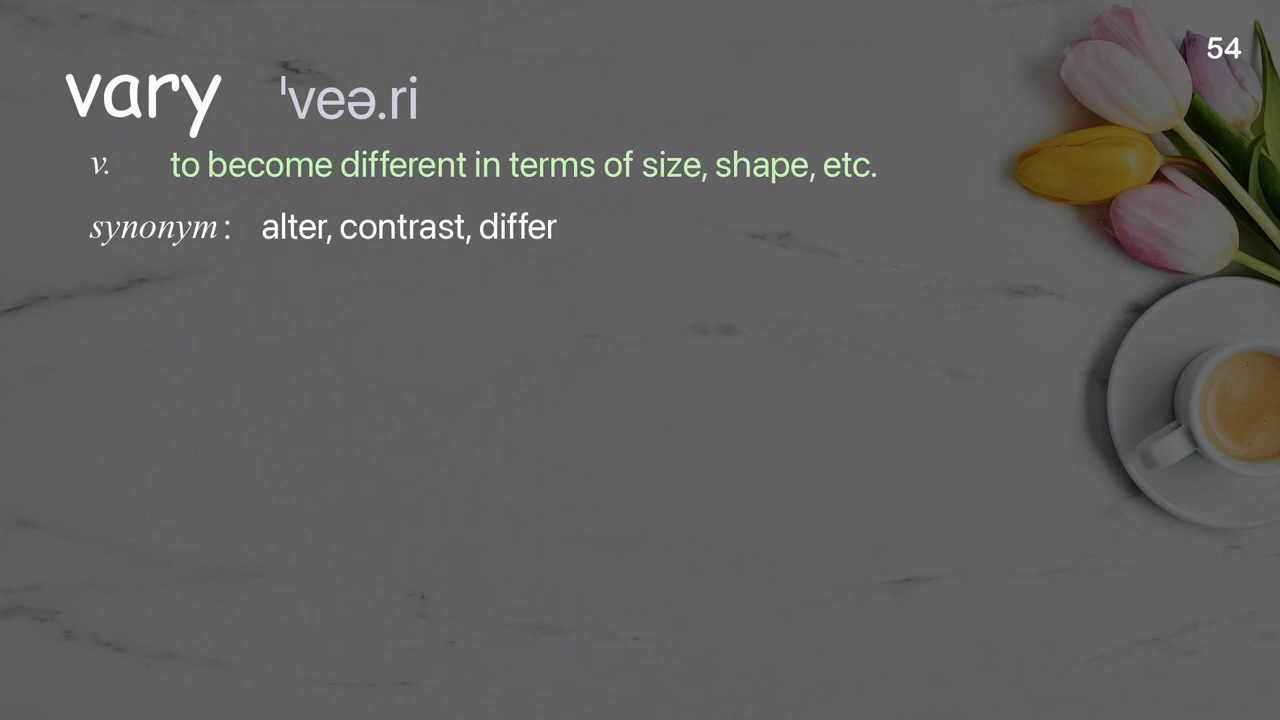 54
vary ˈveə.ri
v. to become different in terms of size, shape, etc.
synonym: alter, contrast, differ